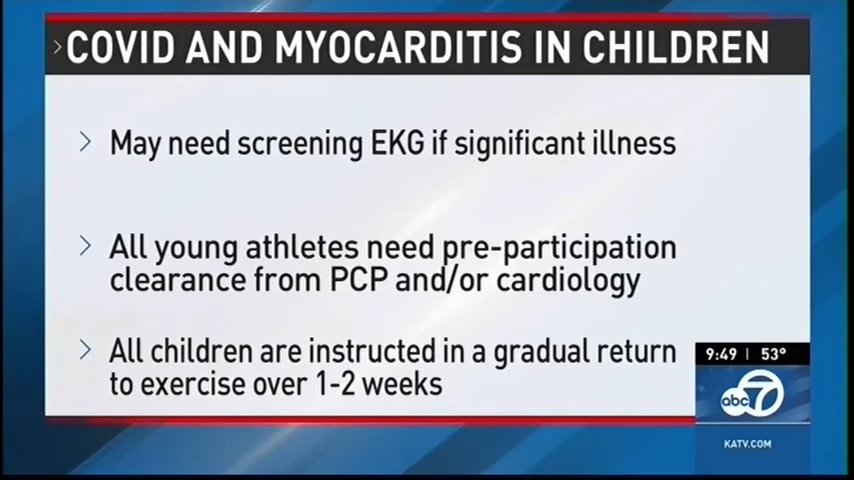 COVID AND MYOCARDITIS IN CHILDREN
May need screening EKG if significant illness
All young athletes need pre-participation
clearance from PCP and/or cardiology
All children are instructed in a gradual return
to exercise over 1-2 weeks
9:49 | 53°
abc 7
KATV.COM